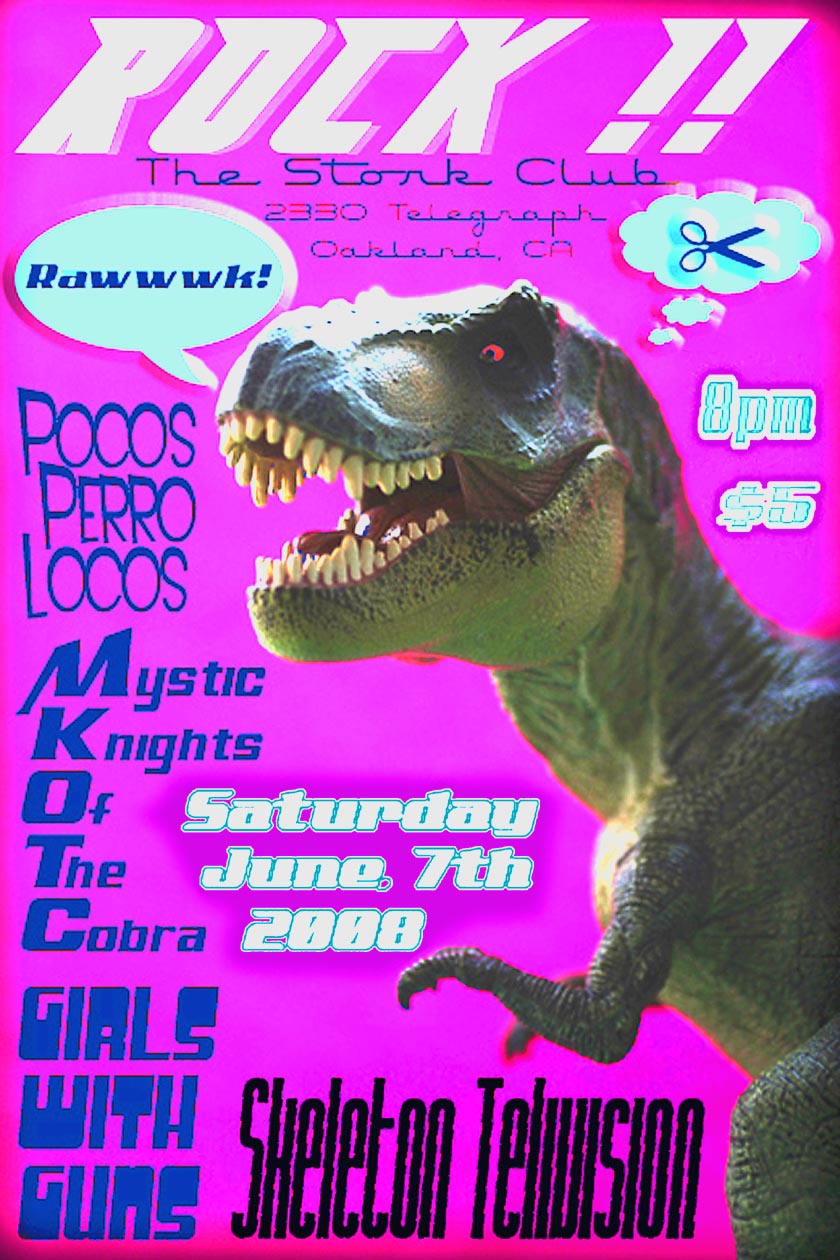 ROCK !!
The Stork Club
2330 Telegraph
Oakland, CA
Rawwwk!
8pm
$5
Pocos
Perro
Locos
Mystic
Knights
Of
The
Cobra
Saturday
June, 7th
2008
GIRLS
WITH
GUNS
Skeleton Telivision